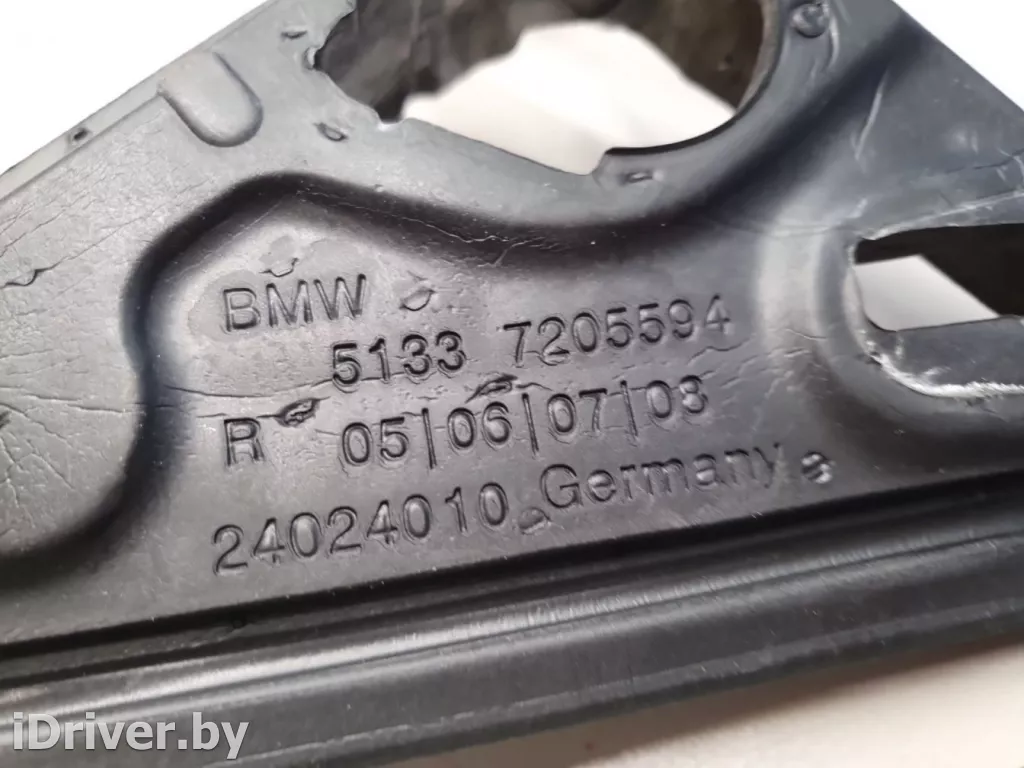 BMW
5133 7205594
R 05|06|07|08
24024010 Germany
iDriver.by